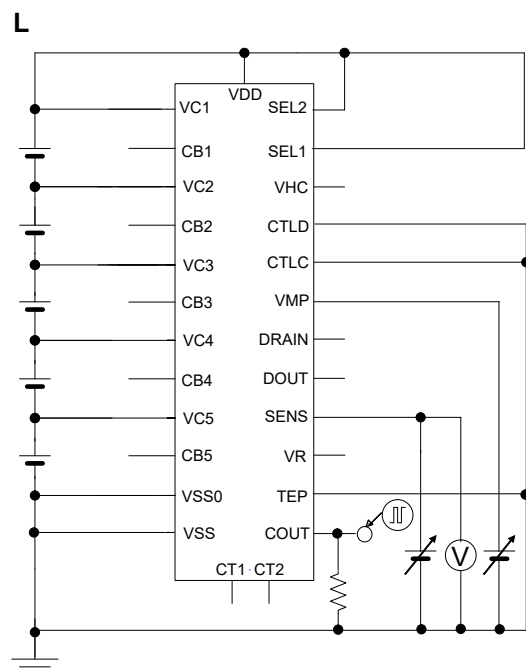 L
VDD
VC1 SEL2
CB1 SEL1
VC2 VHC
CB2 CTLD
VC3 CTLC
CB3 VMP
VC4 DRAIN
CB4 DOUT
VC5 SENS
CB5 VR
VSS0 TEP
VSS COUT
V
CT1 CT2